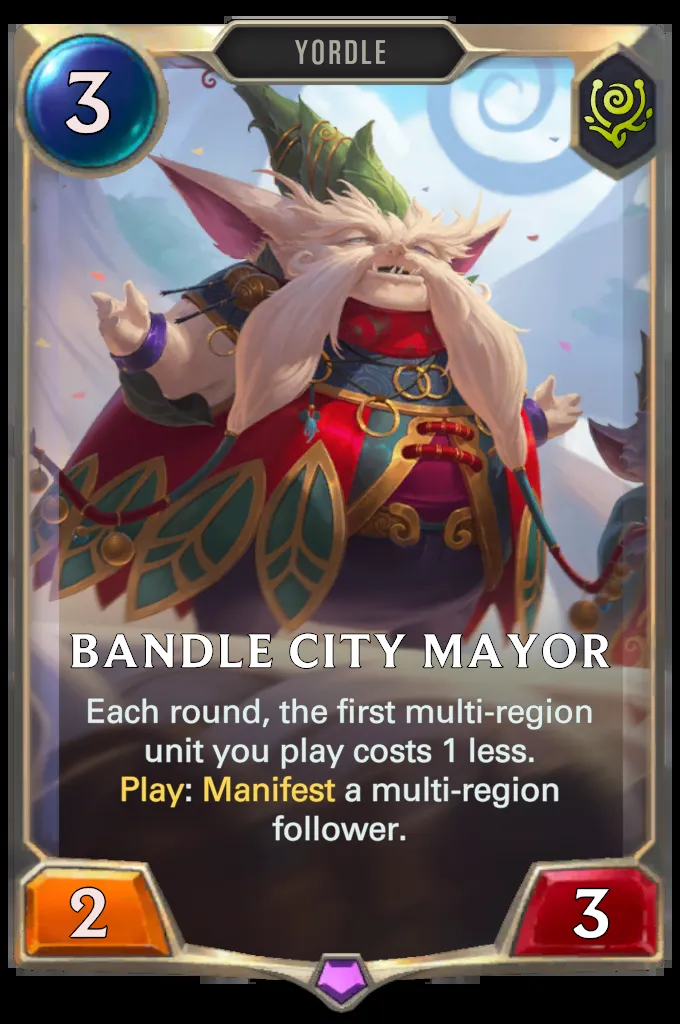 YORDLE
3
BANDLE CITY MAYOR
Each round, the first multi-region
unit you play costs 1 less.
Play: Manifest a multi-region
follower.
2
3